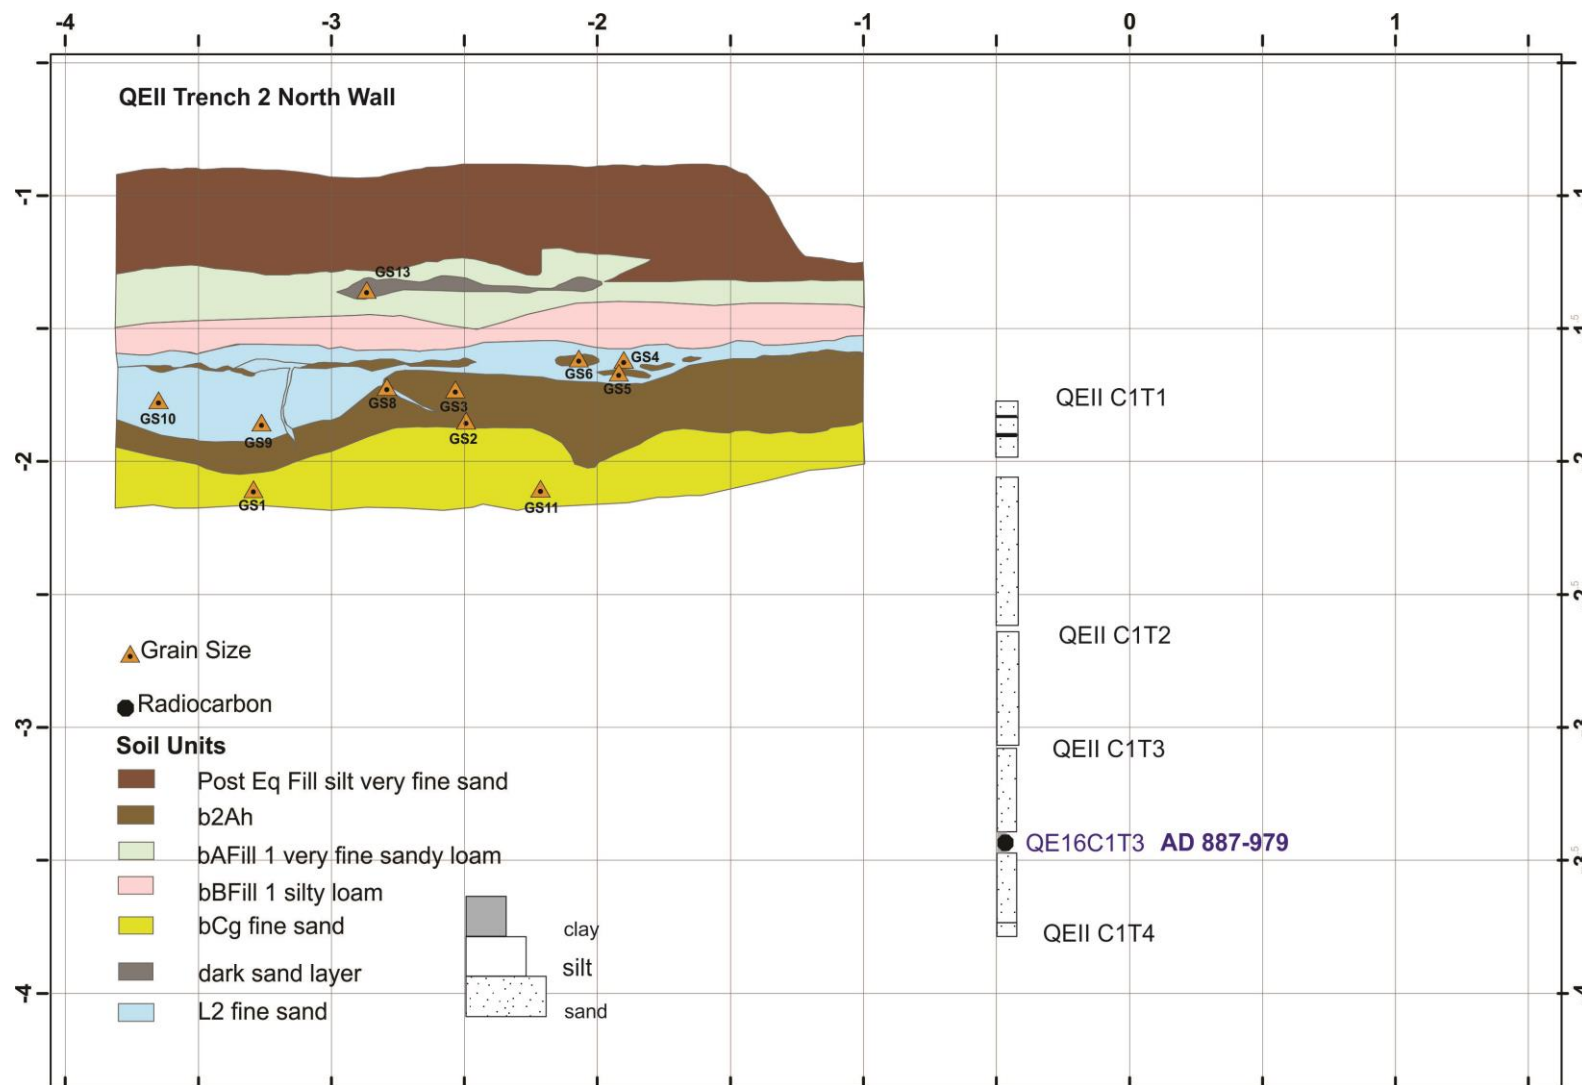 -4 -3 -2 -1 0 1
QEII Trench 2 North Wall
-1
GS13
GS4
GS6 GS5
GS8 GS3
GS10 GS9 GS2
GS1 GS11
-2
QEII C1T1
QEII C1T2
QEII C1T3
QE16C1T3 AD 887-979
QEII C1T4
-3
-4
Grain Size
Radiocarbon
Soil Units
Post Eq Fill silt very fine sand
b2Ah
bAFill 1 very fine sandy loam
bBFill 1 silty loam
bCg fine sand
dark sand layer
L2 fine sand
clay
silt
sand